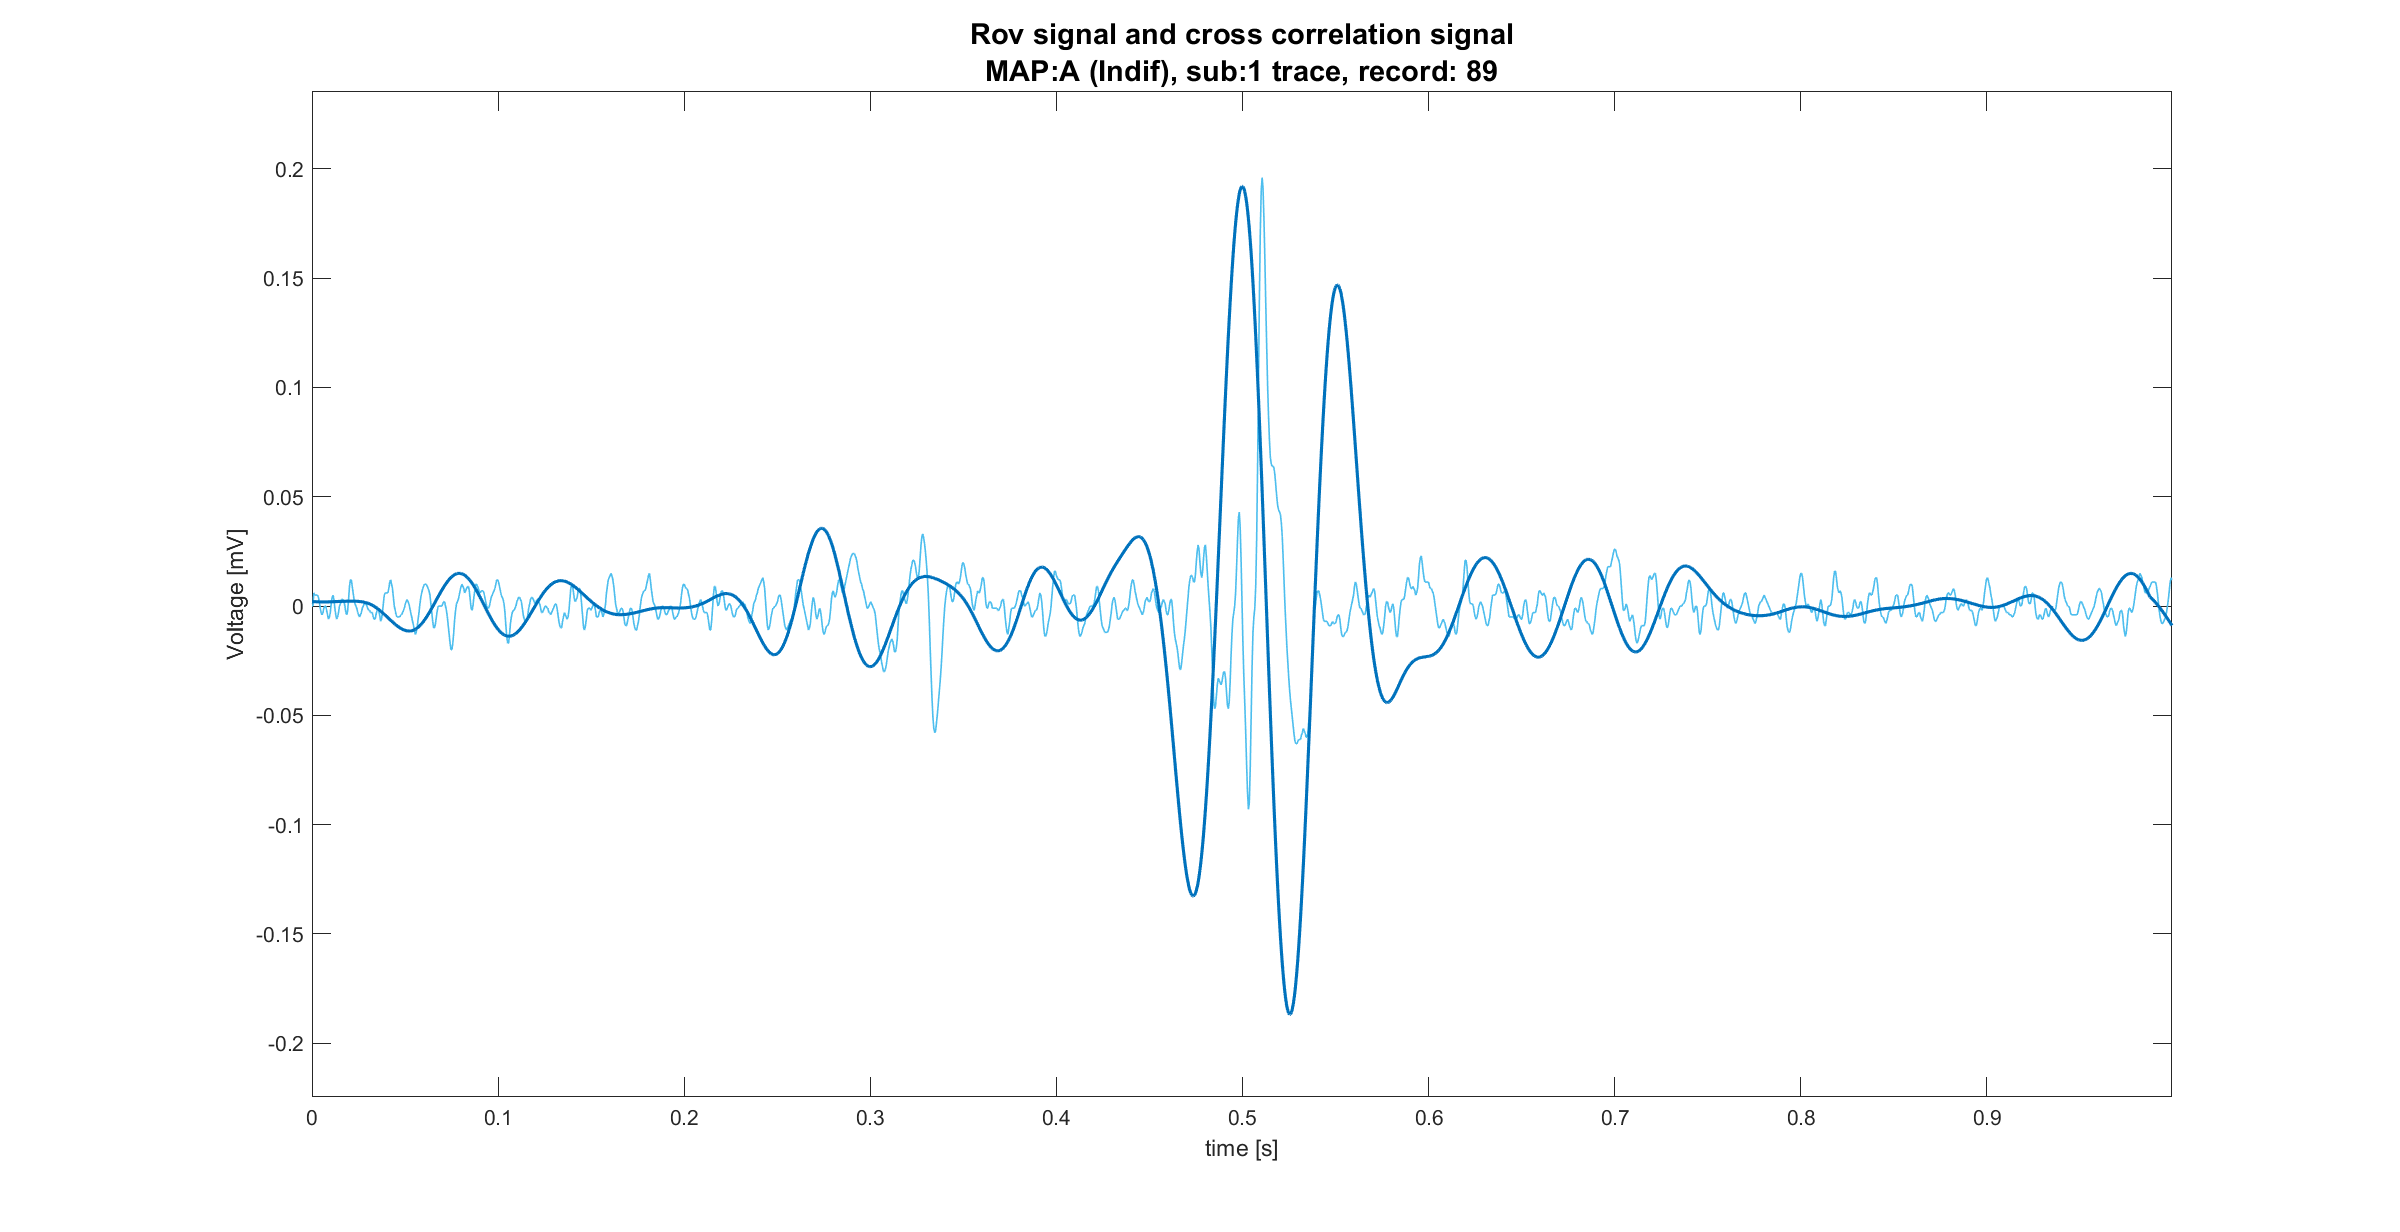 Rov signal and cross correlation signal
MAP:A (Indif), sub:1 trace, record: 89
0.2
0.15
0.1
0.05
0
-0.05
-0.1
-0.15
-0.2
Voltage [mV]
0 0.1 0.2 0.3 0.4 0.5 0.6 0.7 0.8 0.9
time [s]